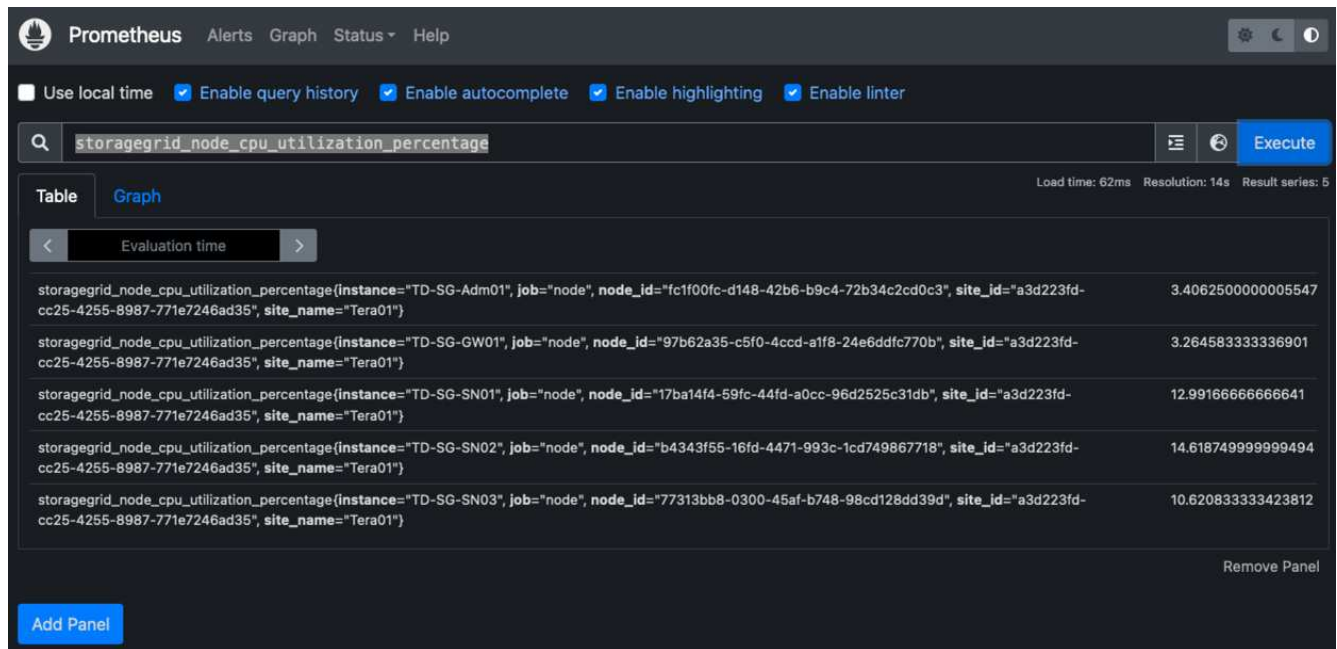 Prometheus Alerts Graph Status Help
Use local time Enable query history Enable autocomplete Enable highlighting Enable linter
storagegrid_node_cpu_utilization_percentage Execute
Load time: 62ms Resolution: 14s Result series: 5
Table Graph
Evaluation time
storagegrid_node_cpu_utilization_percentage{instance="TD-SG-Adm01", job="node", node_id="fc1f00fc-d148-42b6-b9c4-72b34c2cd0c3", site_id="a3d223fd- 3.4062500000005547
cc25-4255-8987-771e7246ad35", site_name="Tera01"}
storagegrid_node_cpu_utilization_percentage{instance="TD-SG-GW01", job="node", node_id="97b62a35-c5f0-4ccd-a1f8-24e6ddfc770b", site_id="a3d223fd- 3.264583333336901
cc25-4255-8987-771e7246ad35", site_name="Tera01"}
storagegrid_node_cpu_utilization_percentage{instance="TD-SG-SN01", job="node", node_id="17ba14f4-59fc-44fd-a0cc-96d2525c31db", site_id="a3d223fd- 12.99166666666641
cc25-4255-8987-771e7246ad35", site_name="Tera01"}
storagegrid_node_cpu_utilization_percentage{instance="TD-SG-SN02", job="node", node_id="b4343f55-16fd-4471-993c-1cd749867718", site_id="a3d223fd- 14.618749999999494
cc25-4255-8987-771e7246ad35", site_name="Tera01"}
storagegrid_node_cpu_utilization_percentage{instance="TD-SG-SN03", job="node", node_id="77313bb8-0300-45af-b748-98cd128dd39d", site_id="a3d223fd- 10.620833333423812
cc25-4255-8987-771e7246ad35", site_name="Tera01"}
Remove Panel
Add Panel